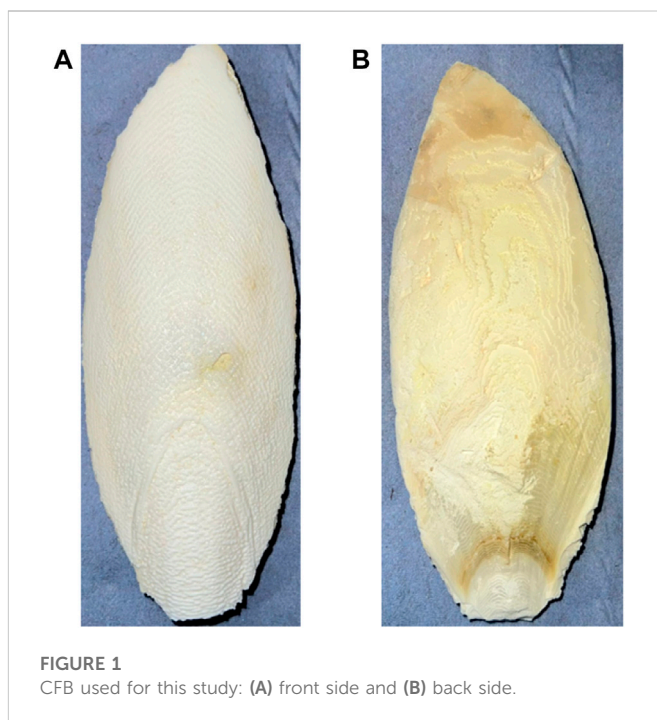 A
B
FIGURE 1
CFB used for this study: (A) front side and (B) back side.